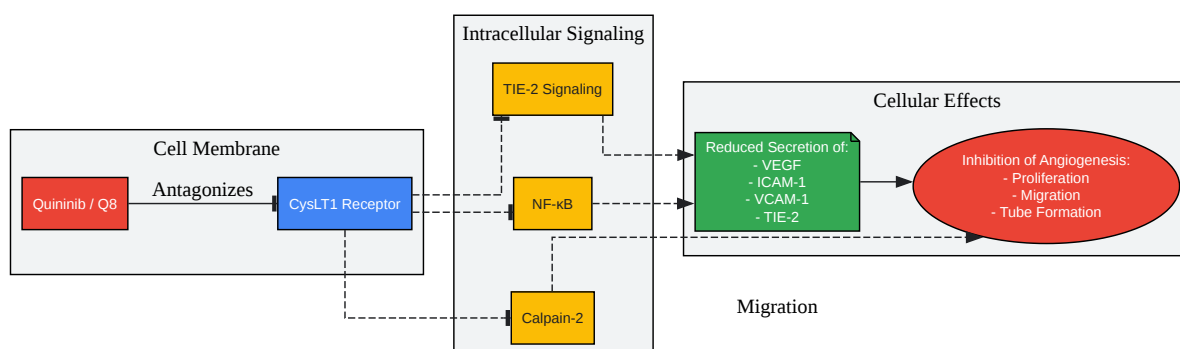 Cell Membrane
Quininib / Q8
Antagonizes
CysLT1 Receptor
Intracellular Signaling
TIE-2 Signaling
NF-κB
Calpain-2
Cellular Effects
Reduced Secretion of:
- VEGF
- ICAM-1
- VCAM-1
- TIE-2
Inhibition of Angiogenesis:
- Proliferation
- Migration
- Tube Formation
Migration